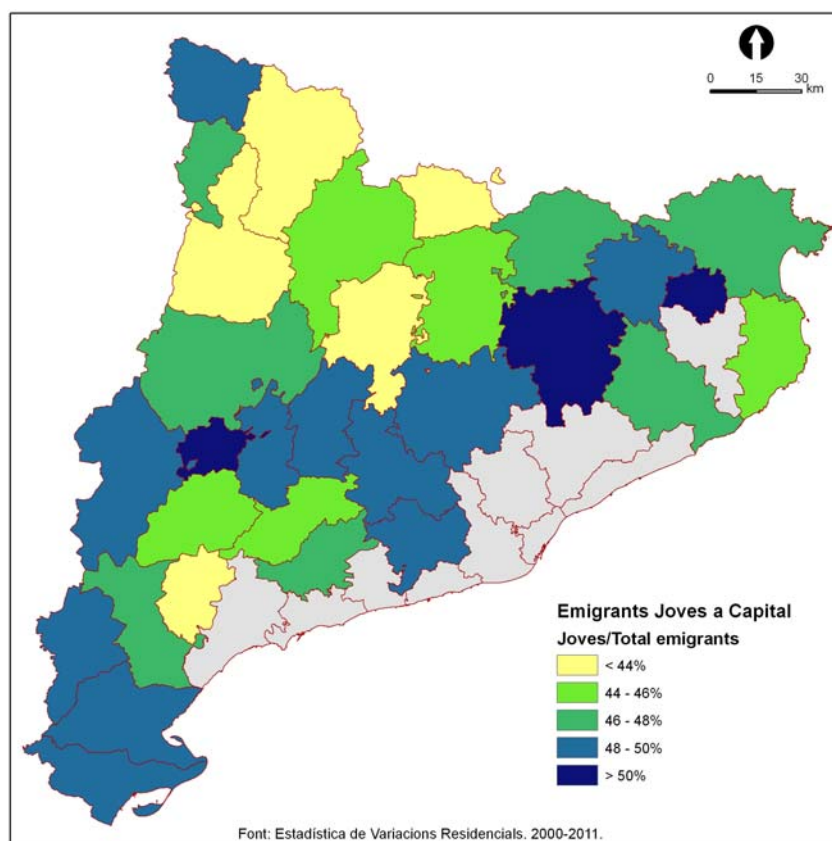 0 15 30
km
Emigrants Joves a Capital
Joves/Total emigrants
< 44%
44 - 46%
46 - 48%
48 - 50%
> 50%
Font: Estadística de Variacions Residencials. 2000-2011.